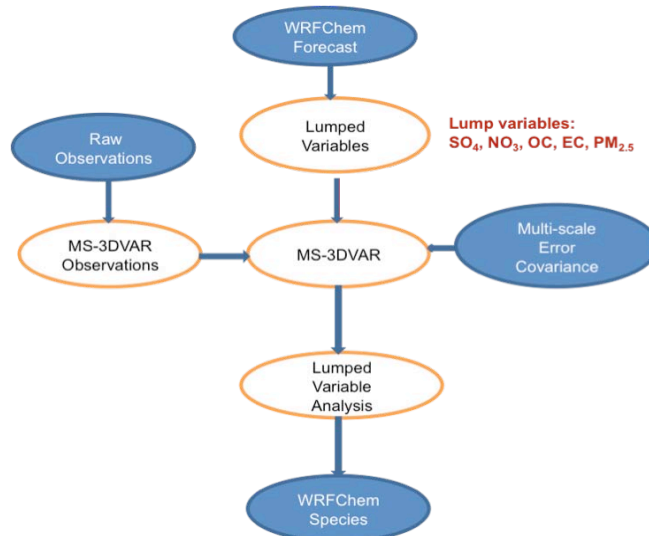 WRFChem
Forecast
Lumped
Variables
Lump variables:
SO₄, NO₃, OC, EC, PM₂.₅
Raw
Observations
MS-3DVAR
Observations
MS-3DVAR
Multi-scale
Error
Covariance
Lumped
Variable
Analysis
WRFChem
Species